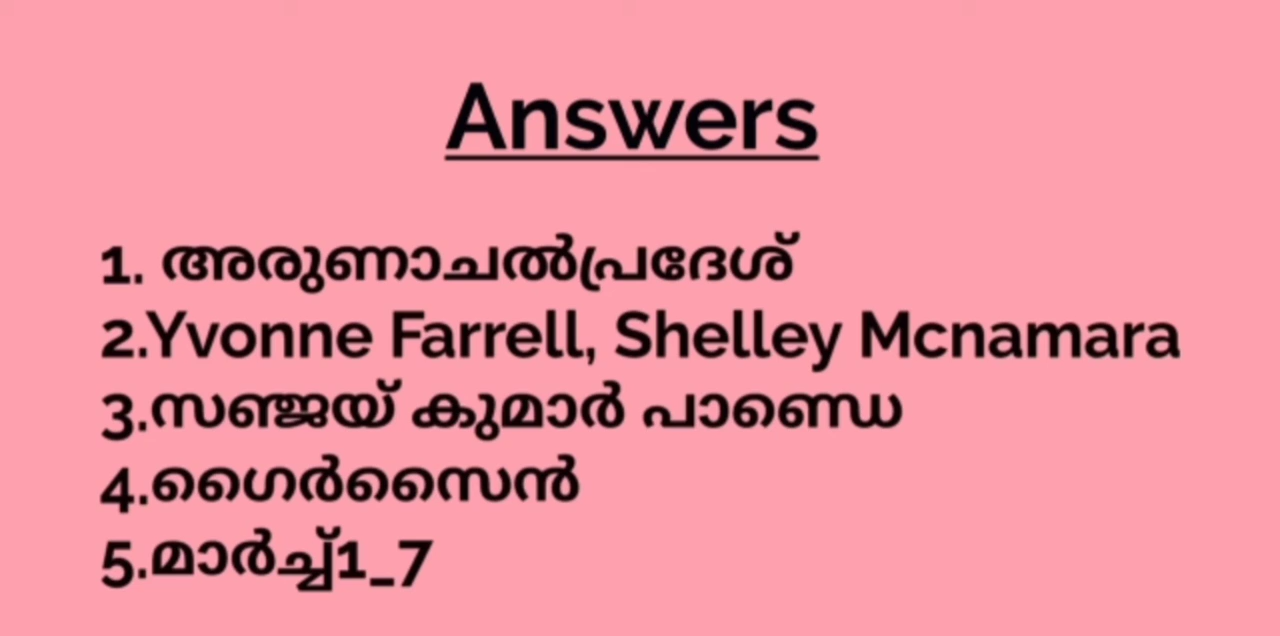 Answers
1. അരുണാചൽപ്രദേശ്
2.Yvonne Farrell, Shelley Mcnamara
3.സഞ്ജയ് കുമാർ പാണ്ഡെ
4.ഗൈർസൈൻ
5.മാർച്ച്1_7